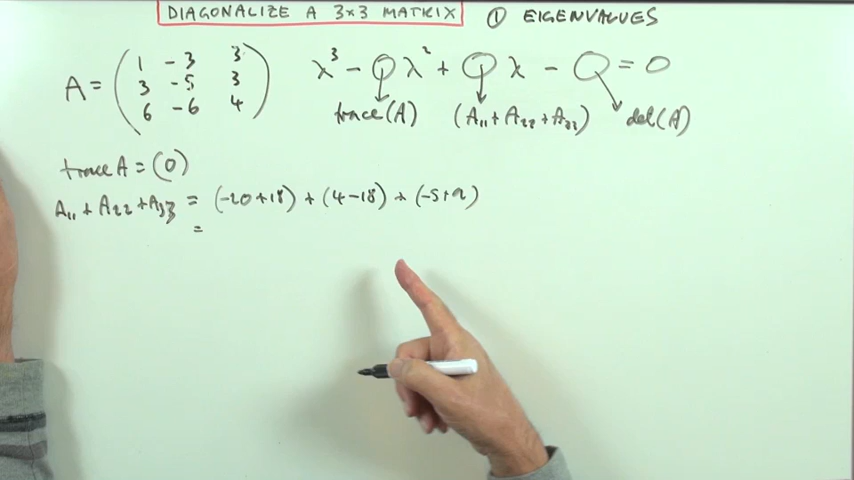 DIAGONALIZE A 3×3 MATRIX ① EIGENVALUES
A = ( 1 -3 3
3 -5 3
6 -6 4 )
λ³ - O λ² + O λ - O = 0
trace(A) (A₁₁ + A₂₂ + A₃₃) det(A)
trace A = (0)
A₁₁ + A₂₂ + A₃₃ = (-20+18) + (4-18) + (-5+9)
=